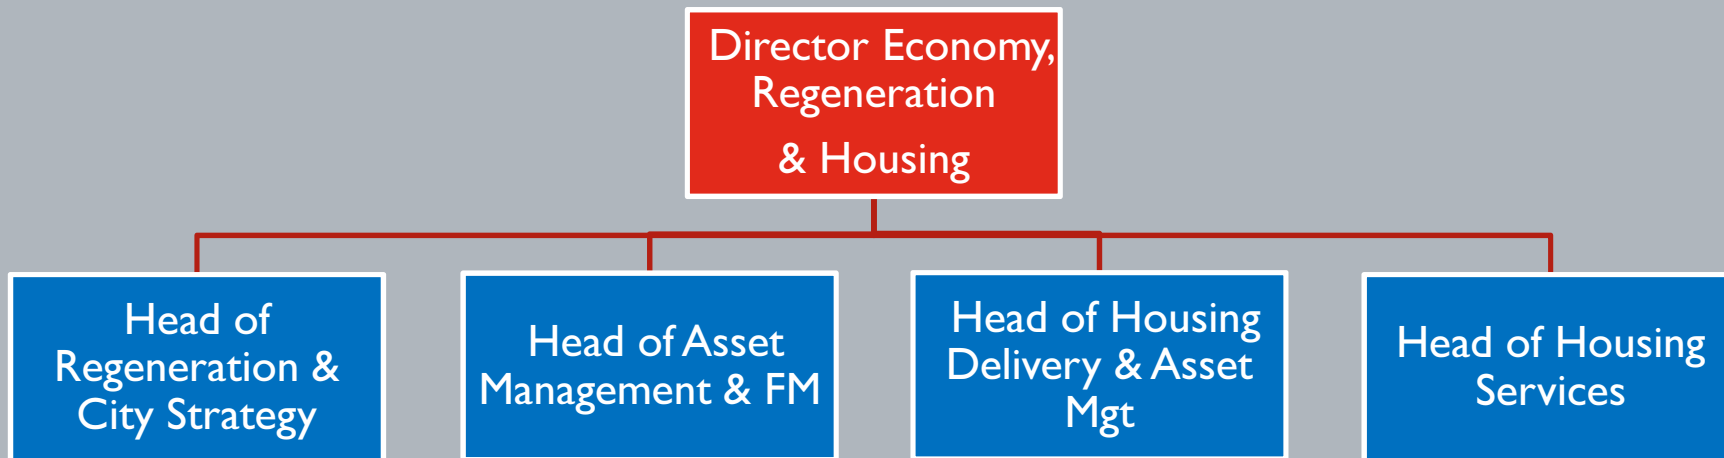 Director Economy,
Regeneration
& Housing
Head of
Regeneration &
City Strategy
Head of Asset
Management & FM
Head of Housing
Delivery & Asset
Mgt
Head of Housing
Services